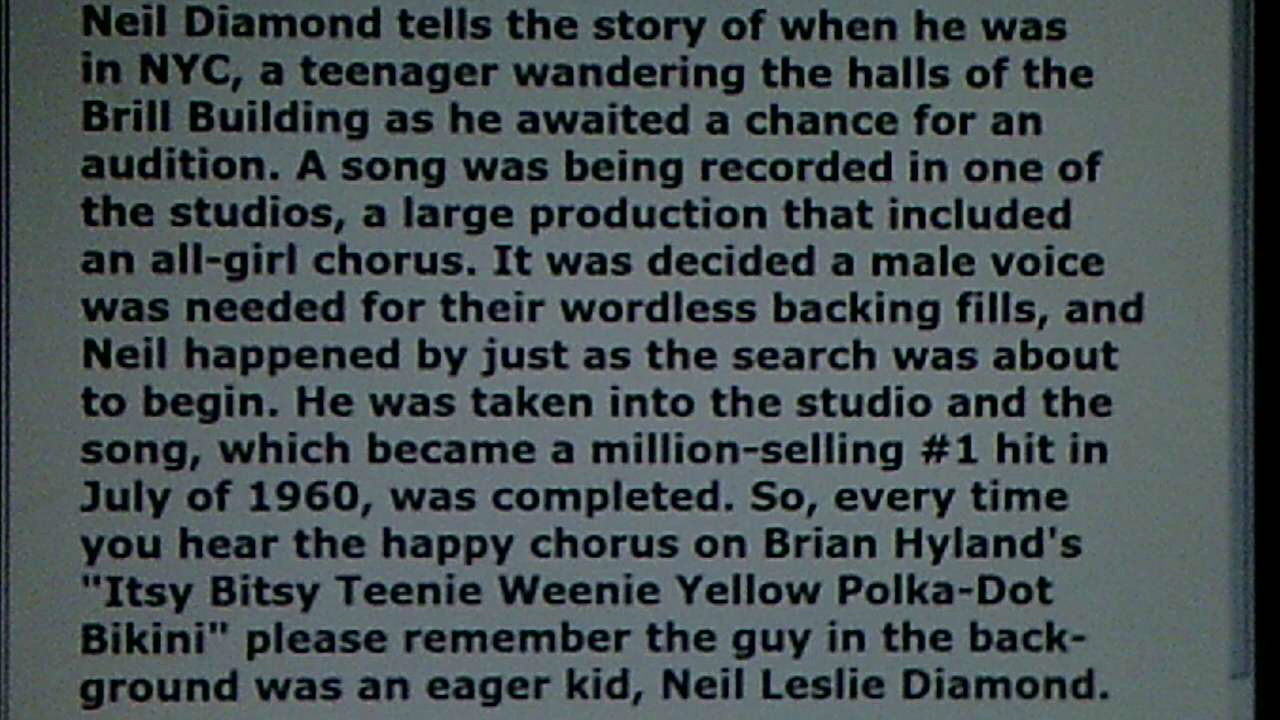 Neil Diamond tells the story of when he was
in NYC, a teenager wandering the halls of the
Brill Building as he awaited a chance for an
audition. A song was being recorded in one of
the studios, a large production that included
an all-girl chorus. It was decided a male voice
was needed for their wordless backing fills, and
Neil happened by just as the search was about
to begin. He was taken into the studio and the
song, which became a million-selling #1 hit in
July of 1960, was completed. So, every time
you hear the happy chorus on Brian Hyland's
"Itsy Bitsy Teenie Weenie Yellow Polka-Dot
Bikini" please remember the guy in the back-
ground was an eager kid, Neil Leslie Diamond.